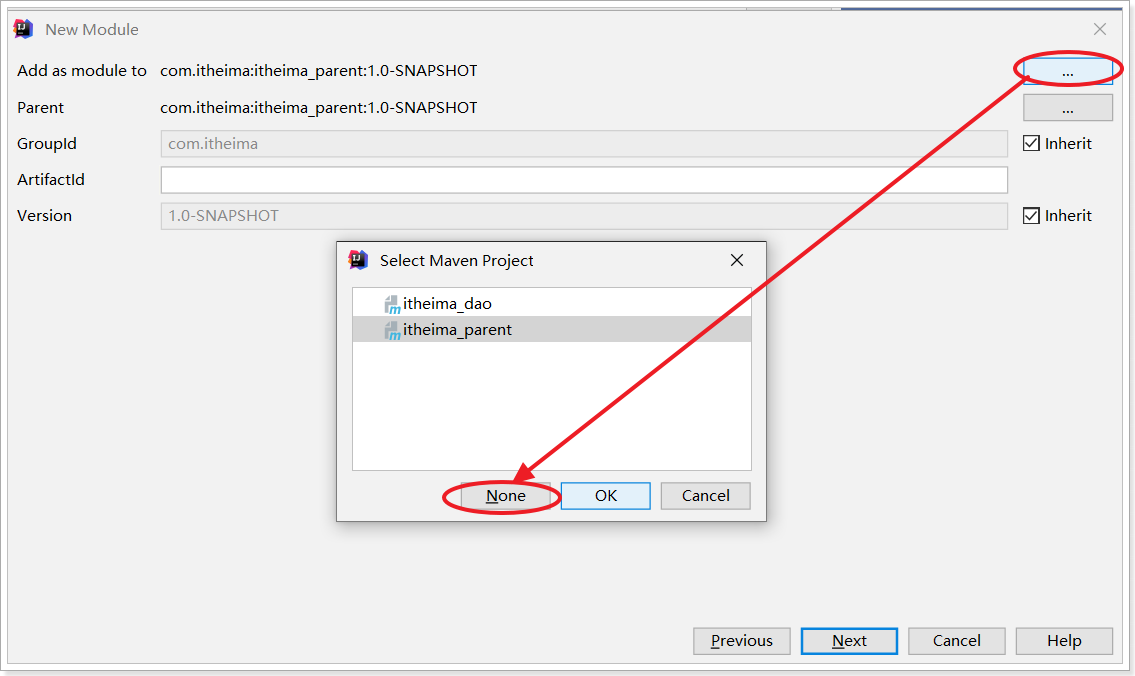 New Module
Add as module to com.itheima:itheima_parent:1.0-SNAPSHOT ...
Parent com.itheima:itheima_parent:1.0-SNAPSHOT ...
GroupId com.itheima Inherit
ArtifactId
Version 1.0-SNAPSHOT Inherit
Select Maven Project
itheima_dao
itheima_parent
None OK Cancel
Previous Next Cancel Help